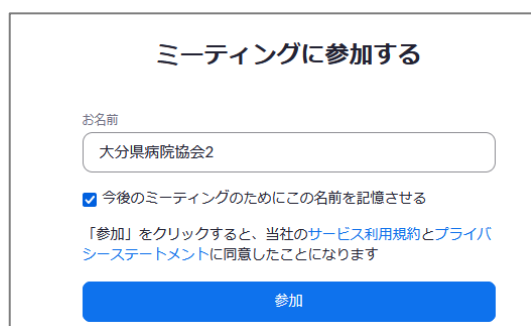 ミーティングに参加する
お名前
大分県病院協会2
今後のミーティングのためにこの名前を記憶させる
「参加」をクリックすると、当社のサービス利用規約とプライバ
シーステートメントに同意したことになります
参加